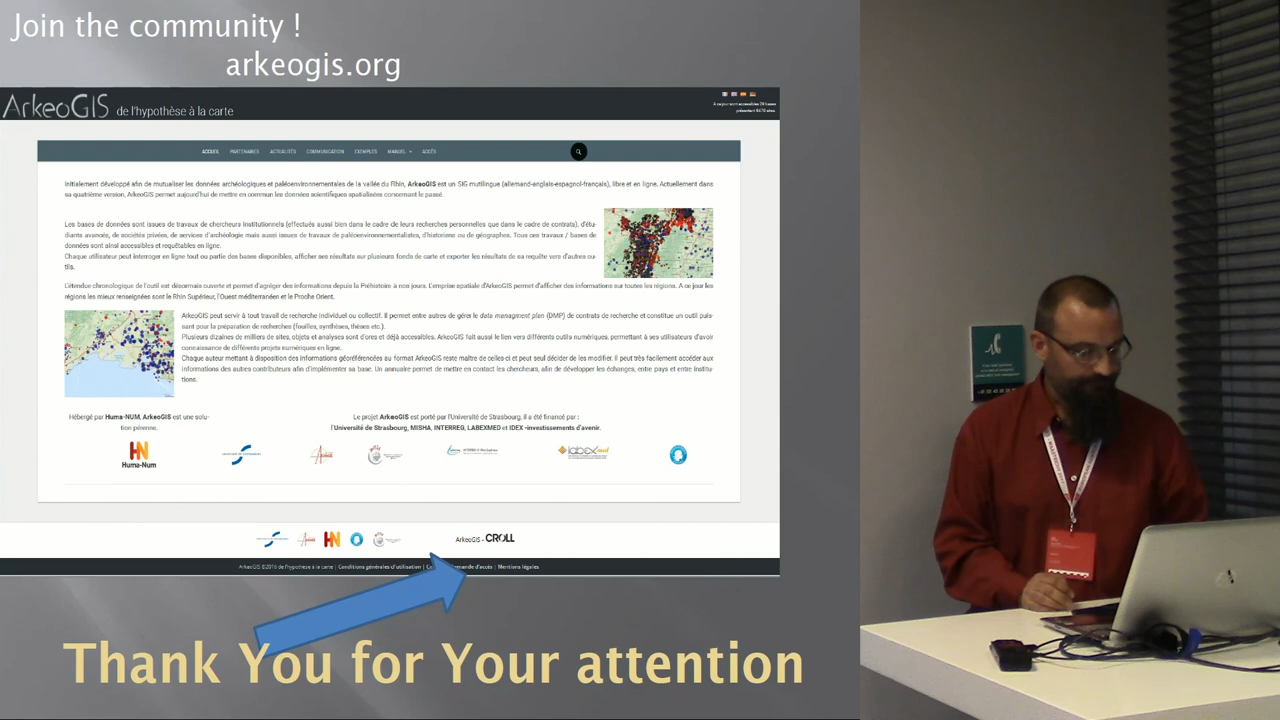 Join the community !
arkeogis.org
ArkeoGIS de l'hypothèse à la carte
ACCUEIL PARTENAIRES ACTUALITÉS COMMUNICATION EXEMPLES MANUEL ACCÈS
Initialement développé afin de mutualiser les données archéologiques et paléoenvironnementales de la vallée du Rhin, ArkeoGIS est un SIG mutilingue (allemand-anglais-espagnol-français), libre et en ligne. Actuellement dans
sa quatrième version, ArkeoGIS permet aujourd'hui de mettre en commun les données scientifiques spatialisées concernant le passé.
Les bases de données sont issues de travaux de chercheurs institutionnels (effectués aussi bien dans le cadre de leurs recherches personnelles que dans le cadre de contrats), d'étu-
diants avancés, de sociétés privées, de services d'archéologie mais aussi issues de travaux de paléoenvironnementalistes, d'historiens ou de géographes. Tous ces travaux / bases de
données sont ainsi accessibles et requêtables en ligne.
Chaque utilisateur peut interroger en ligne tout ou partie des bases disponibles, afficher ses résultats sur plusieurs fonds de carte et exporter les résultats de sa requête vers d'autres ou-
tils.
L'étendue chronologique de l'outil est désormais ouverte et permet d'agréger des informations depuis la Préhistoire à nos jours. L'emprise spatiale d'ArkeoGIS permet d'afficher des informations sur toutes les régions. A ce jour les
régions les mieux renseignées sont le Rhin Supérieur, l'Ouest méditerranéen et le Proche Orient.
ArkeoGIS peut servir à tout travail de recherche individuel ou collectif. Il permet entre autres de gérer le data managment plan (DMP) de contrats de recherche et constitue un outil puis-
sant pour la préparation de recherches (fouilles, synthèses, thèses etc.).
Plusieurs dizaines de milliers de sites, objets et analyses sont d'ores et déjà accessibles. ArkeoGIS fait aussi le lien vers différents outils numériques, permettant à ses utilisateurs d'avoir
connaissance de différents projets numériques en ligne.
Chaque auteur mettant à disposition des informations géoréférencées au format ArkeoGIS reste maître de celles-ci et peut seul décider de les modifier. Il peut très facilement accéder aux
informations des autres contributeurs afin d'implémenter sa base. Un annuaire permet de mettre en contact les chercheurs, afin de développer les échanges, entre pays et entre institu-
tions.
Hébergé par Huma-NUM, ArkeoGIS est une solu-
tion pérenne.
Le projet ArkeoGIS est porté par l'Université de Strasbourg, il a été financé par :
l'Université de Strasbourg, MISHA, INTERREG, LABEXMED et IDEX -investissements d'avenir.
Huma-Num
labex med
ArkeoGIS - CROLL
ArkeoGIS ©2016 de l'hypothèse à la carte | Conditions générales d'utilisation | mande d'accès | Mentions légales
Thank You for Your attention